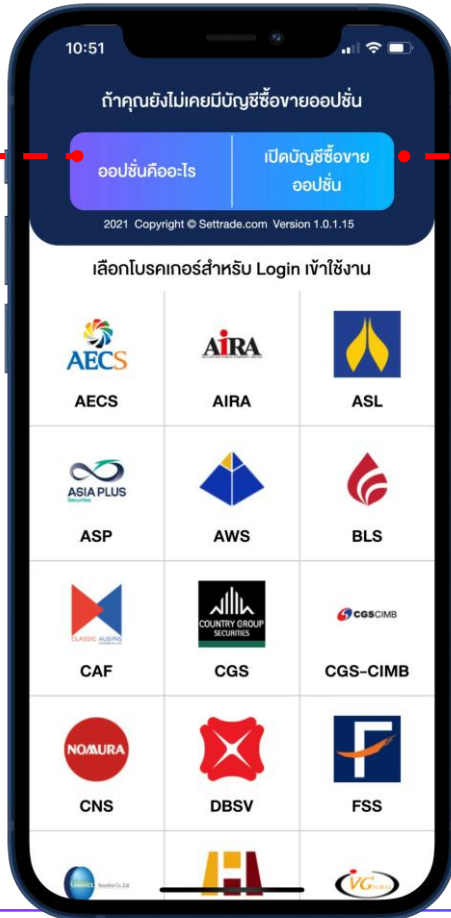 10:51
ถ้าคุณยังไม่เคยมีบัญชีซื้อขายออปชั่น
ออปชั่นคืออะไร
เปิดบัญชีซื้อขาย
ออปชั่น
2021 Copyright © Settrade.com Version 1.0.1.15
เลือกโบรคเกอร์สำหรับ Login เข้าใช้งาน
AECS
AiRA
AECS
AIRA
ASL
ASIA PLUS
Securities
ASP
AWS
BLS
CLASSIC AUSIRIS
COUNTRY GROUP
SECURITIES
CGSCIMB
CAF
CGS
CGS-CIMB
NOMURA
CNS
DBSV
FSS
VG